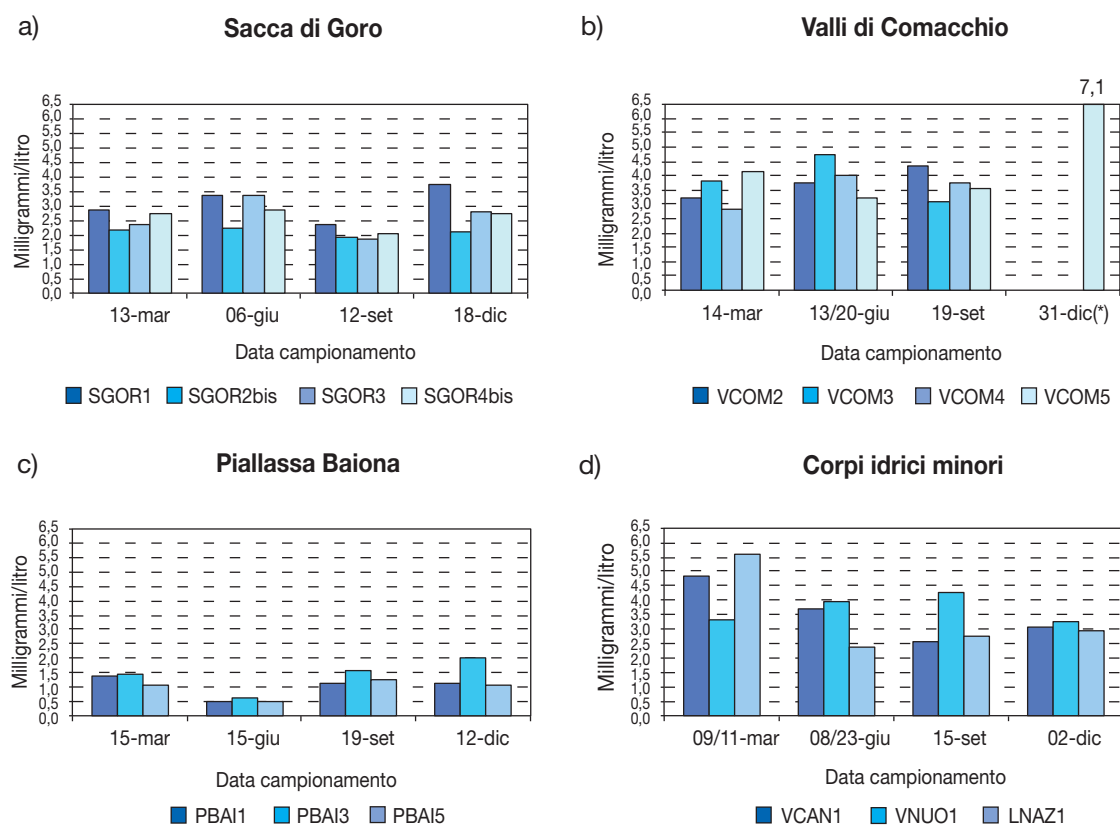 a)
Sacca di Goro
Milligrammi/litro
6,5
6,0
5,5
5,0
4,5
4,0
3,5
3,0
2,5
2,0
1,5
1,0
0,5
0,0
13-mar 06-giu 12-set 18-dic
Data campionamento
SGOR1 SGOR2bis SGOR3 SGOR4bis
b)
Valli di Comacchio
7,1
Milligrammi/litro
6,5
6,0
5,5
5,0
4,5
4,0
3,5
3,0
2,5
2,0
1,5
1,0
0,5
0,0
14-mar 13/20-giu 19-set 31-dic(*)
Data campionamento
VCOM2 VCOM3 VCOM4 VCOM5
c)
Piallassa Baiona
Milligrammi/litro
6,5
6,0
5,5
5,0
4,5
4,0
3,5
3,0
2,5
2,0
1,5
1,0
0,5
0,0
15-mar 15-giu 19-set 12-dic
Data campionamento
PBAI1 PBAI3 PBAI5
d)
Corpi idrici minori
Milligrammi/litro
6,5
6,0
5,5
5,0
4,5
4,0
3,5
3,0
2,5
2,0
1,5
1,0
0,5
0,0
09/11-mar 08/23-giu 15-set 02-dic
Data campionamento
VCAN1 VNUO1 LNAZ1